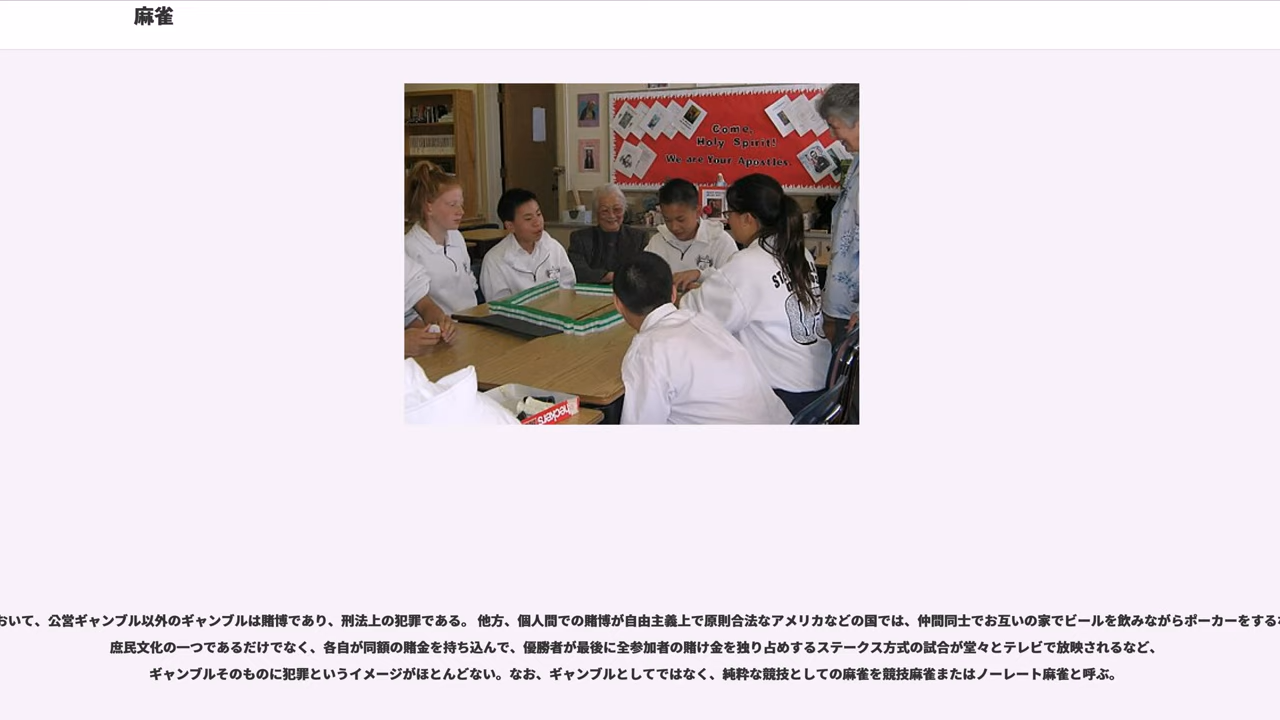 麻雀
Come,
Holy Spirit!
We are Your Apostles.
おいて、公営ギャンブル以外のギャンブルは賭博であり、刑法上の犯罪である。 他方、個人間での賭博が自由主義上で原則合法なアメリカなどの国では、仲間同士でお互いの家でビールを飲みながらポーカーをする
庶民文化の一つであるだけでなく、各自が同額の賭金を持ち込んで、優勝者が最後に全参加者の賭け金を独り占めするステークス方式の試合が堂々とテレビで放映されるなど、
ギャンブルそのものに犯罪というイメージがほとんどない。なお、ギャンブルとしてではなく、純粋な競技としての麻雀を競技麻雀またはノーレート麻雀と呼ぶ。